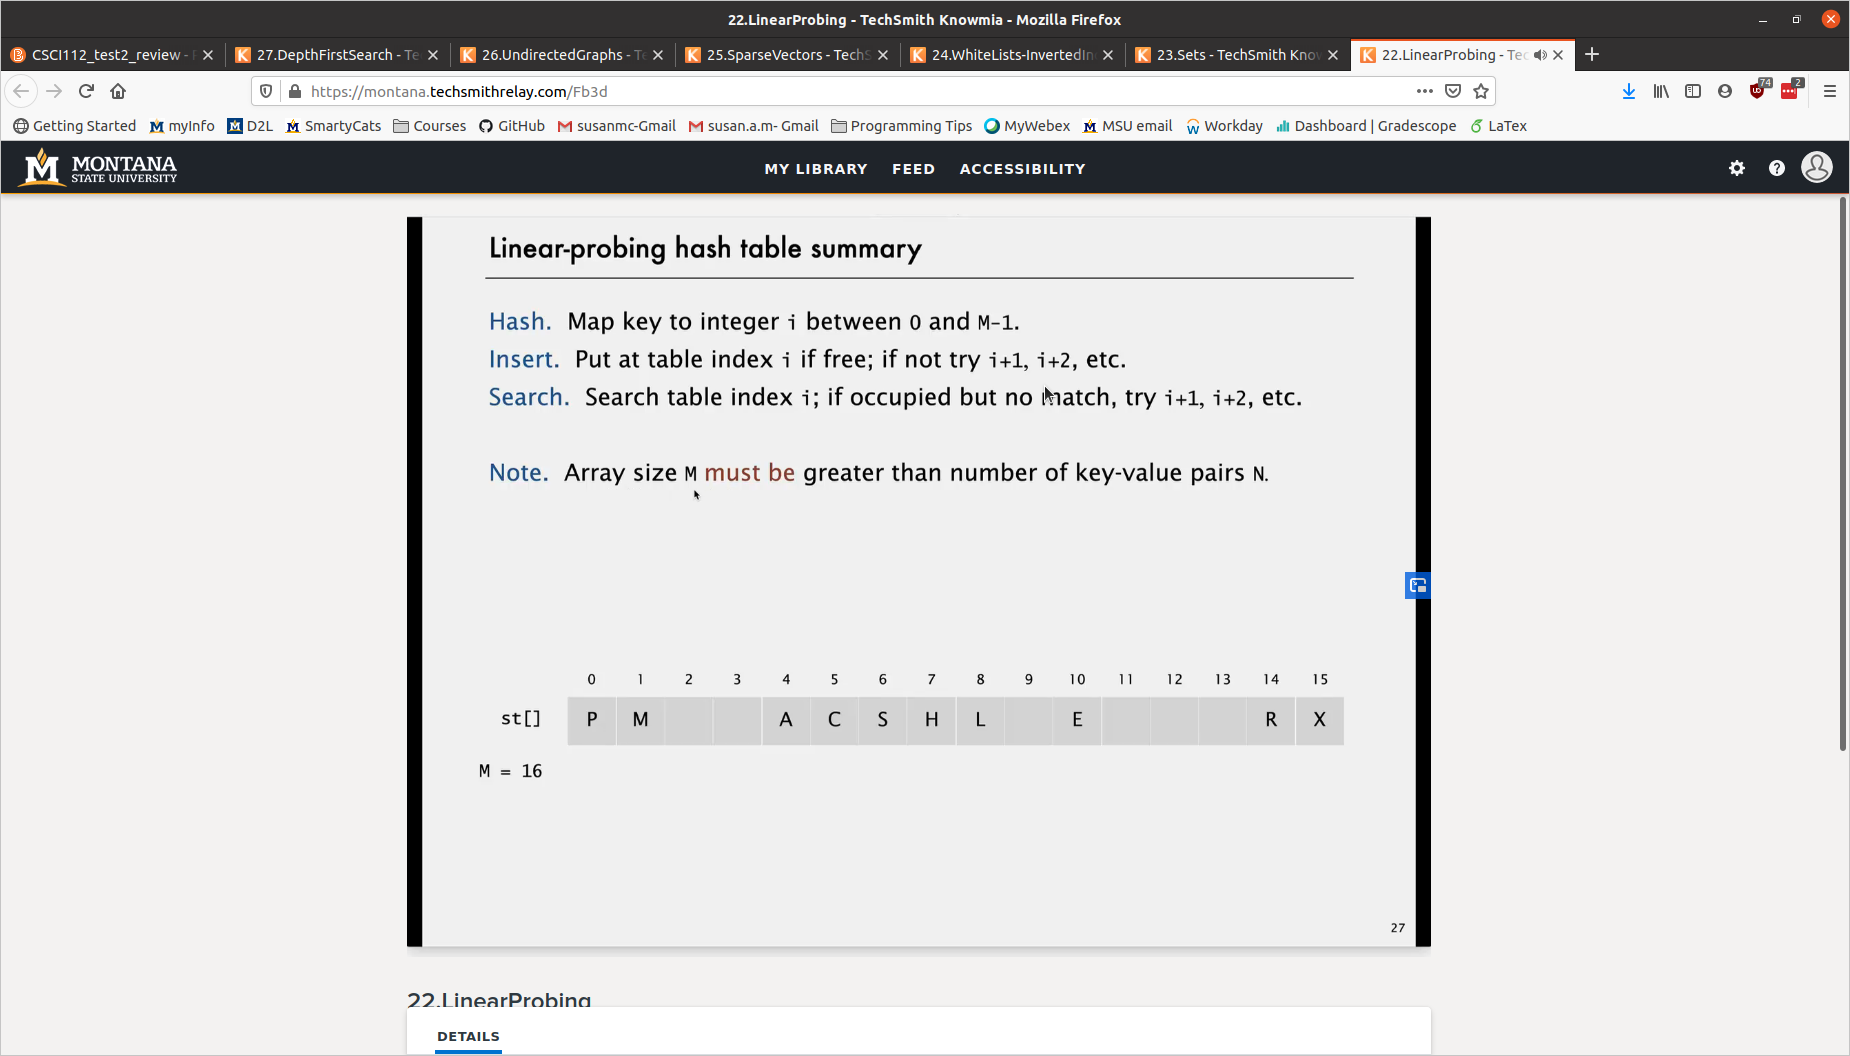 22.LinearProbing - TechSmith Knowmia - Mozilla Firefox
CSCI112_test2_review -
27.DepthFirstSearch - Te
26.UndirectedGraphs - T
25.SparseVectors - TechS
24.WhiteLists-InvertedIn
23.Sets - TechSmith Know
22.LinearProbing - Tec
https://montana.techsmithrelay.com/Fb3d
74
2
Getting Started
myInfo
D2L
SmartyCats
Courses
GitHub
susanmc-Gmail
susan.a.m- Gmail
Programming Tips
MyWebex
MSU email
Workday
Dashboard | Gradescope
LaTex
MONTANA
STATE UNIVERSITY
MY LIBRARY
FEED
ACCESSIBILITY
Linear-probing hash table summary
Hash. Map key to integer i between 0 and M-1.
Insert. Put at table index i if free; if not try i+1, i+2, etc.
Search. Search table index i; if occupied but no match, try i+1, i+2, etc.
Note. Array size M must be greater than number of key-value pairs N.
0 1 2 3 4 5 6 7 8 9 10 11 12 13 14 15
st[] P M A C S H L E R X
M = 16
27
22.LinearProbing
DETAILS